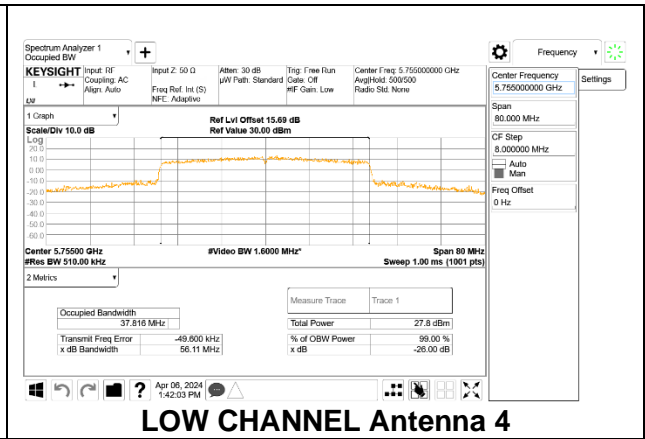 Spectrum Analyzer 1
Occupied BW
+
Frequency
KEYSIGHT
Input: RF
Coupling: AC
Align: Auto
Input Z: 50 Ω
Freq Ref: Int (S)
NFE: Adaptive
Atten: 30 dB
µW Path: Standard
Trig: Free Run
Gate: Off
#IF Gain: Low
Center Freq: 5.755000000 GHz
Avg|Hold: 500/500
Radio Std: None
Center Frequency
5.755000000 GHz
Settings
Span
80.000 MHz
CF Step
8.000000 MHz
Auto
Man
Freq Offset
0 Hz
1 Graph
Scale/Div 10.0 dB
Ref Lvl Offset 15.69 dB
Ref Value 30.00 dBm
Log
20.0
10.0
0.00
-10.0
-20.0
-30.0
-40.0
-50.0
-60.0
Center 5.75500 GHz
#Video BW 1.6000 MHz*
Span 80 MHz
#Res BW 510.00 kHz
Sweep 1.00 ms (1001 pts)
2 Metrics
Measure Trace
Trace 1
Occupied Bandwidth
37.816 MHz
Total Power
27.8 dBm
Transmit Freq Error
-49.600 kHz
% of OBW Power
99.00 %
x dB Bandwidth
56.11 MHz
x dB
-26.00 dB
?
Apr 06, 2024
1:42:03 PM
LOW CHANNEL Antenna 4